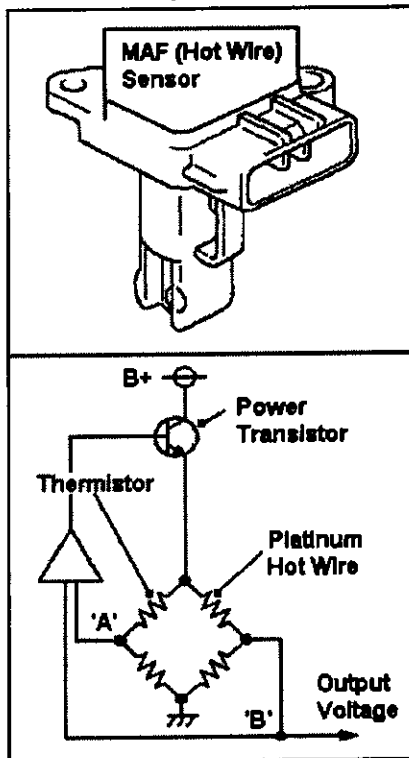 MAF (Hot Wire)
Sensor
B+
Power
Transistor
Thermistor
Platinum
Hot Wire
'A'
'B'
Output
Voltage